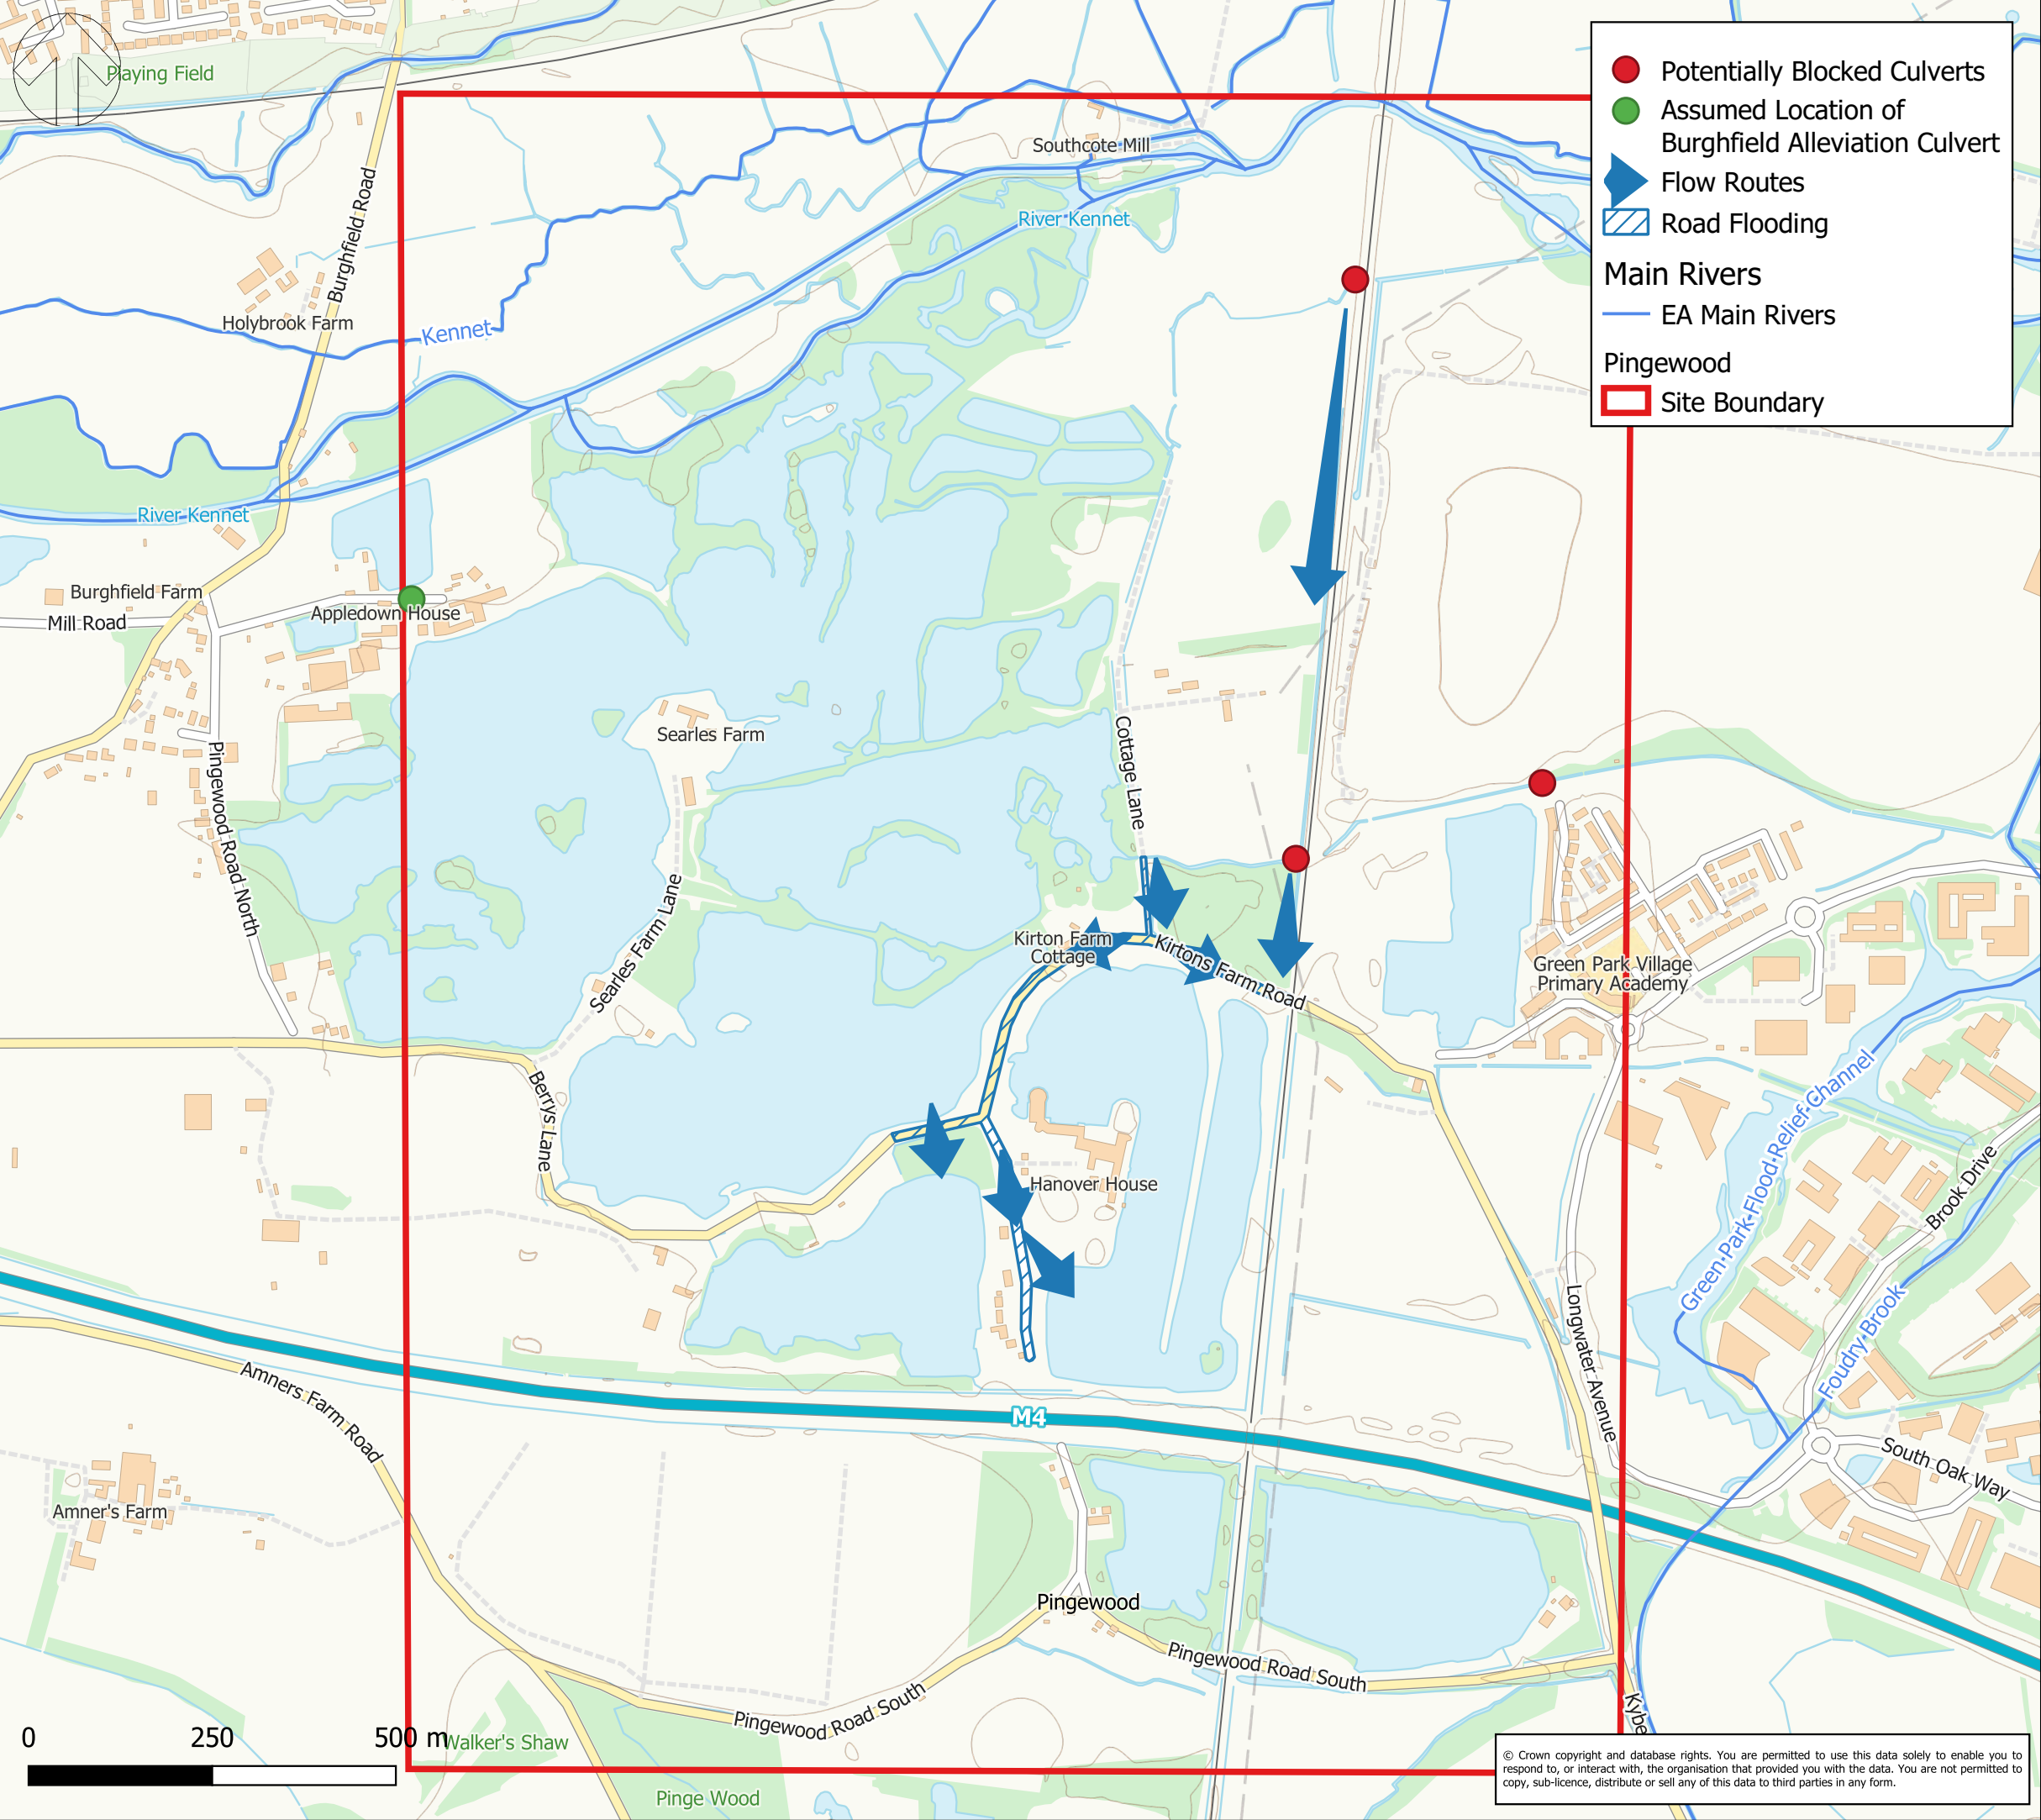 Playing Field
Potentially Blocked Culverts
Assumed Location of
Burghfield Alleviation Culvert
Flow Routes
Road Flooding
Main Rivers
EA Main Rivers
Pingewood
Site Boundary
Southcote Mill
River Kennet
Burghfield Road
Holybrook Farm
Kennet
River Kennet
Burghfield Farm
Mill Road
Appledown House
Searles Farm
Cottage Lane
Pingewood Road North
Searles Farm Lane
Kirton Farm
Cottage
Kirtons Farm Road
Green Park Village
Primary Academy
Berrys Lane
Hanover House
Green Park Flood Relief Channel
Brook Drive
Foudry Brook
Longwater Avenue
Amners Farm Road
M4
South Oak Way
Amner's Farm
Pingewood
Pingewood Road South
Pingewood Road South
Kybe
0 250 500 m
Walker's Shaw
Pinge Wood
© Crown copyright and database rights. You are permitted to use this data solely to enable you to
respond to, or interact with, the organisation that provided you with the data. You are not permitted to
copy, sub-licence, distribute or sell any of this data to third parties in any form.